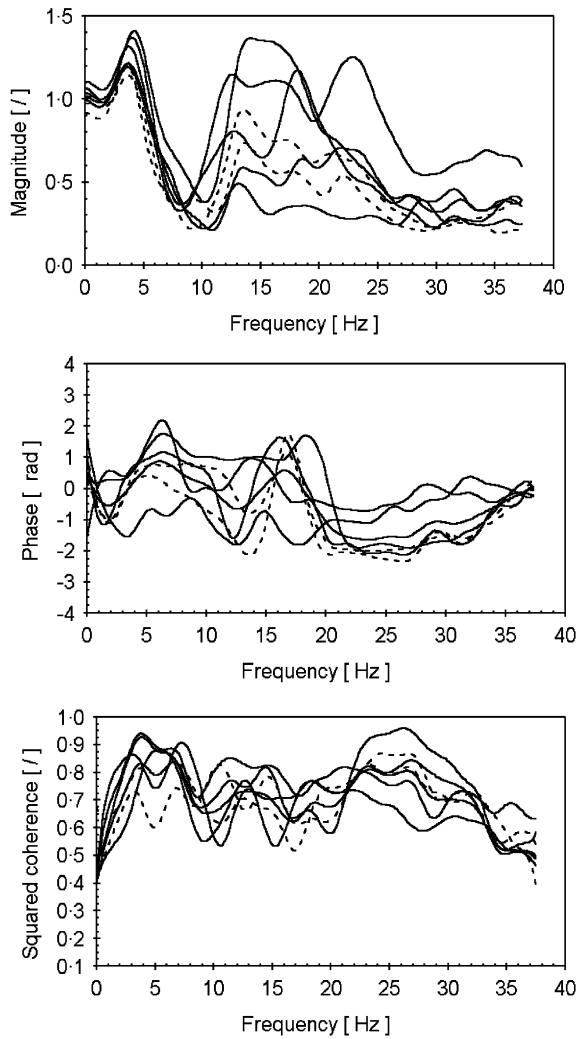 1·5
1·0
0·5
0·0
Magnitude [ / ]
0 5 10 15 20 25 30 35 40
Frequency [ Hz ]
4
3
2
1
0
-1
-2
-3
-4
Phase [ rad ]
0 5 10 15 20 25 30 35 40
Frequency [ Hz ]
1·0
0·9
0·8
0·7
0·6
0·5
0·4
0·3
0·2
0·1
Squared coherence [ / ]
0 5 10 15 20 25 30 35 40
Frequency [ Hz ]